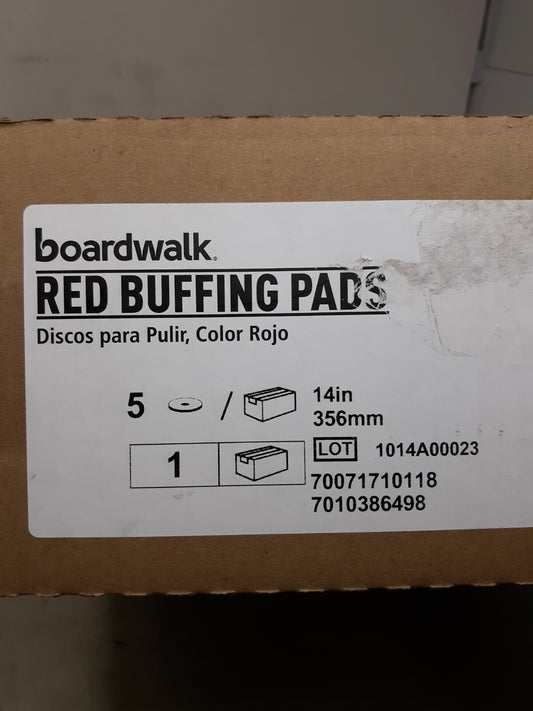 boardwalk.
RED BUFFING PADS
Discos para Pulir, Color Rojo
5 / 14in
356mm
1 LOT 1014A00023
70071710118
7010386498